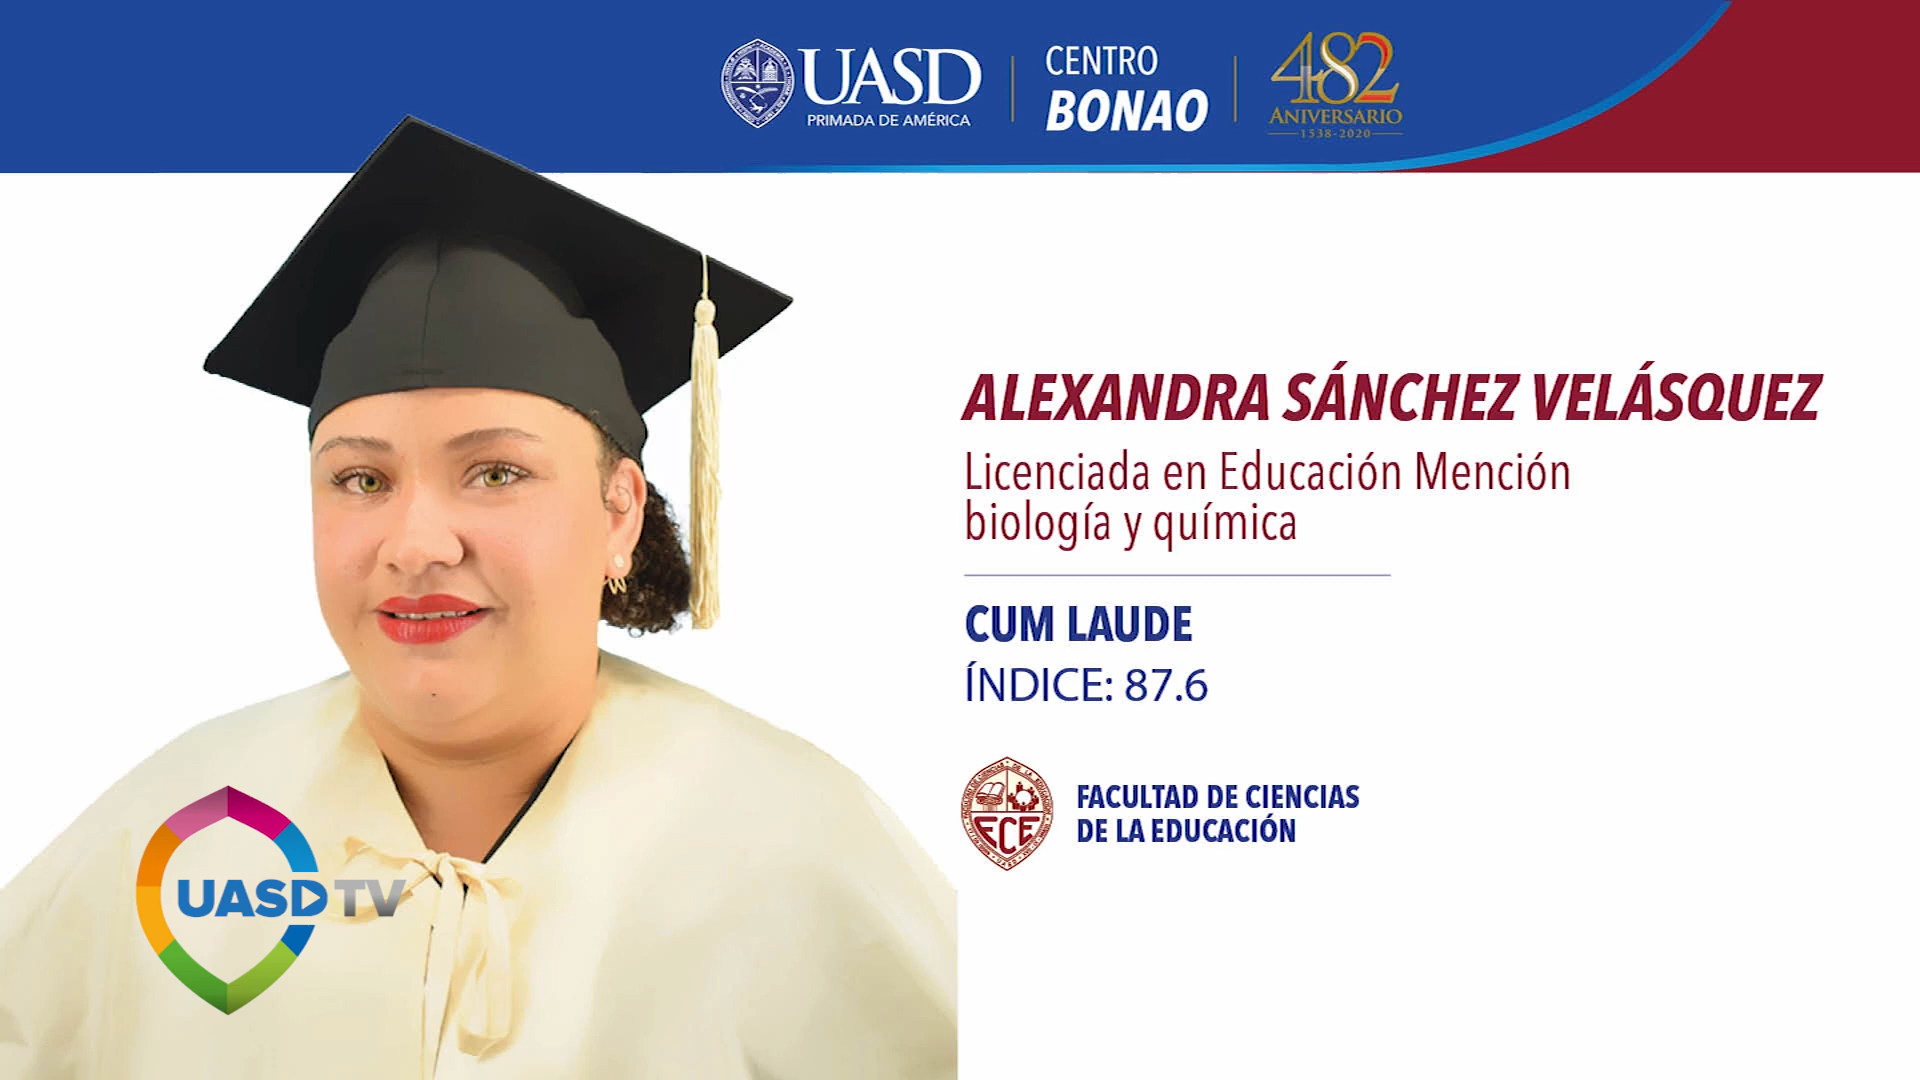 UASD
PRIMADA DE AMÉRICA
CENTRO
BONAO
482
ANIVERSARIO
1538-2020
ALEXANDRA SÁNCHEZ VELÁSQUEZ
Licenciada en Educación Mención
biología y química
CUM LAUDE
ÍNDICE: 87.6
FCE
FACULTAD DE CIENCIAS
DE LA EDUCACIÓN
UASD TV